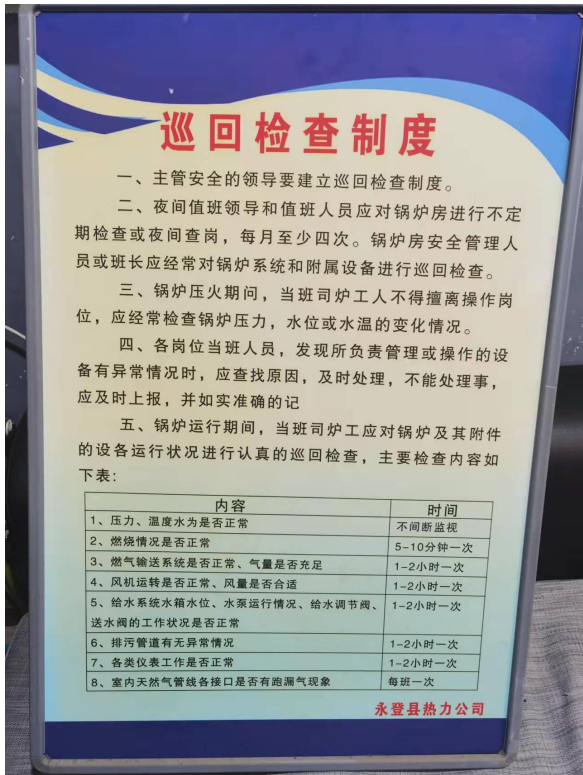 巡回检查制度
一、主管安全的领导要建立巡回检查制度。
二、夜间值班领导和值班人员应对锅炉房进行不定
期检查或夜间查岗，每月至少四次。锅炉房安全管理人
员或班长应经常对锅炉系统和附属设备进行巡回检查。
三、锅炉压火期问，当班司炉工人不得擅离操作岗
位，应经常检查锅炉压力，水位或水温的变化情况。
四、各岗位当班人员，发现所负责管理或操作的设
备有异常情况时，应查找原因，及时处理，不能处理事，
应及时上报，并如实准确的记
五、锅炉运行期间，当班司炉工应对锅炉及其附件
的设各运行状况进行认真的巡回检查，主要检查内容如
下表：
内容 时间
1、压力、温度水为是否正常 不间断监视
2、燃烧情况是否正常 5-10分钟一次
3、燃气输送系统是否正常、气量是否充足 1-2小时一次
4、风机运转是否正常、风量是否合适 1-2小时一次
5、给水系统水箱水位、水泵运行情况、给水调节阀、 1-2小时一次
送水阀的工作状况是否正常
6、排污管道有无异常情况 1-2小时一次
7、各类仪表工作是否正常 1-2小时一次
8、室内天然气管线各接口是否有跑漏气现象 每班一次
永登县热力公司